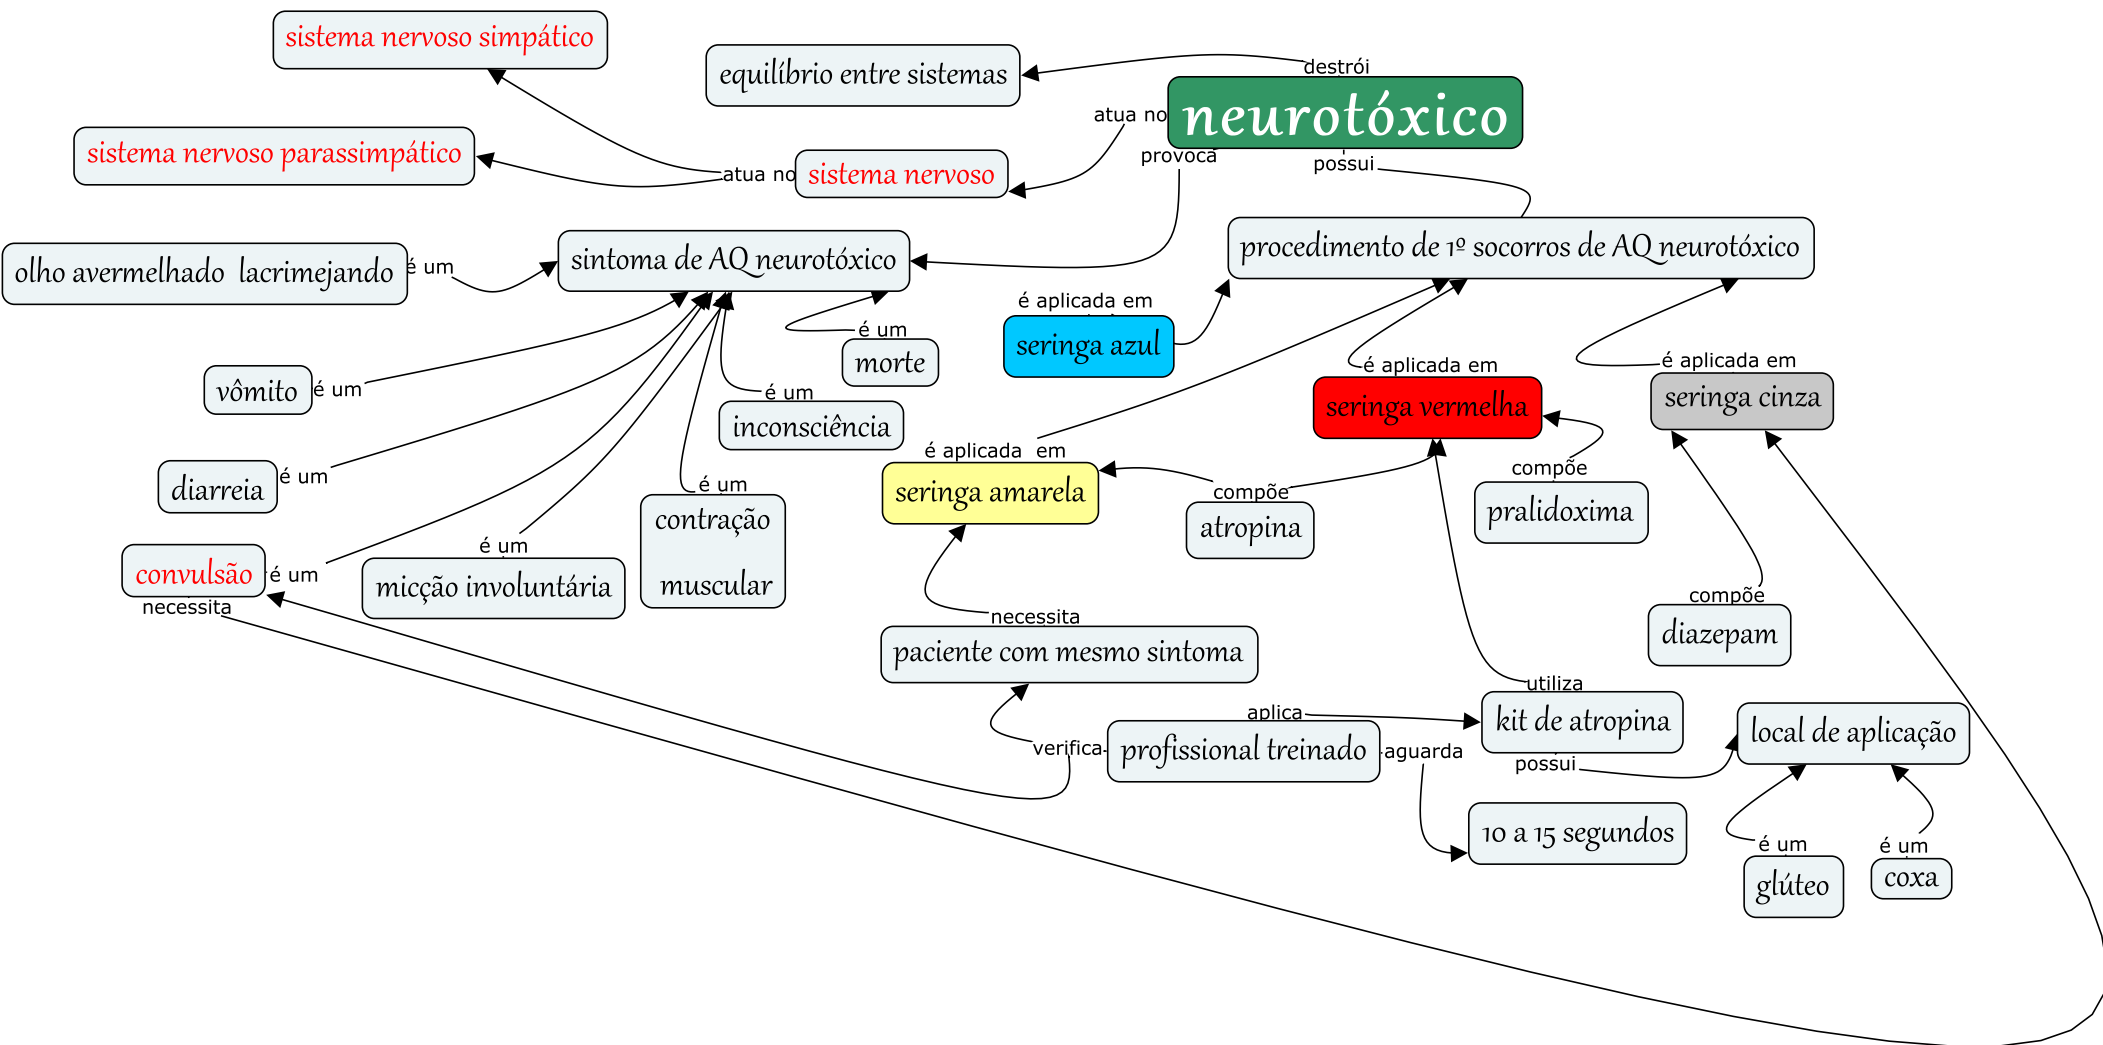 sistema nervoso simpático
equilíbrio entre sistemas
destrói
neurotóxico
atua no
provoca
possui
sistema nervoso parassimpático
atua no
sistema nervoso
olho avermelhado lacrimejando
é um
sintoma de AQ neurotóxico
procedimento de 1º socorros de AQ neurotóxico
é aplicada em
seringa azul
é um
morte
é aplicada em
seringa vermelha
é aplicada em
seringa cinza
vômito
é um
é um
inconsciência
é aplicada em
seringa amarela
diarreia
é um
é um
contração
muscular
compõe
atropina
compõe
pralidoxima
convulsão
é um
necessita
é um
micção involuntária
necessita
paciente com mesmo sintoma
compõe
diazepam
utiliza
kit de atropina
possui
local de aplicação
aplica
verifica
profissional treinado
aguarda
10 a 15 segundos
é um
glúteo
é um
coxa